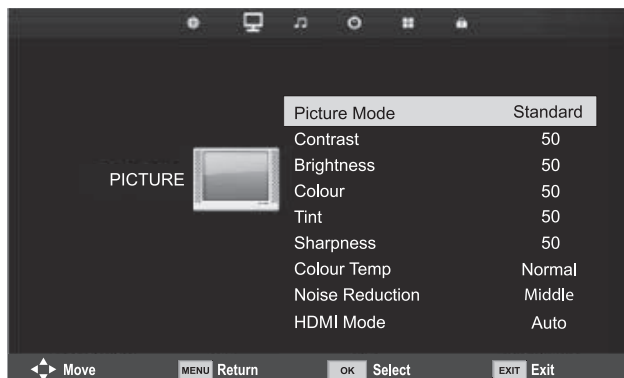 Picture Mode Standard
Contrast 50
Brightness 50
PICTURE
Colour 50
Tint 50
Sharpness 50
Colour Temp Normal
Noise Reduction Middle
HDMI Mode Auto
Move MENU Return OK Select EXIT Exit